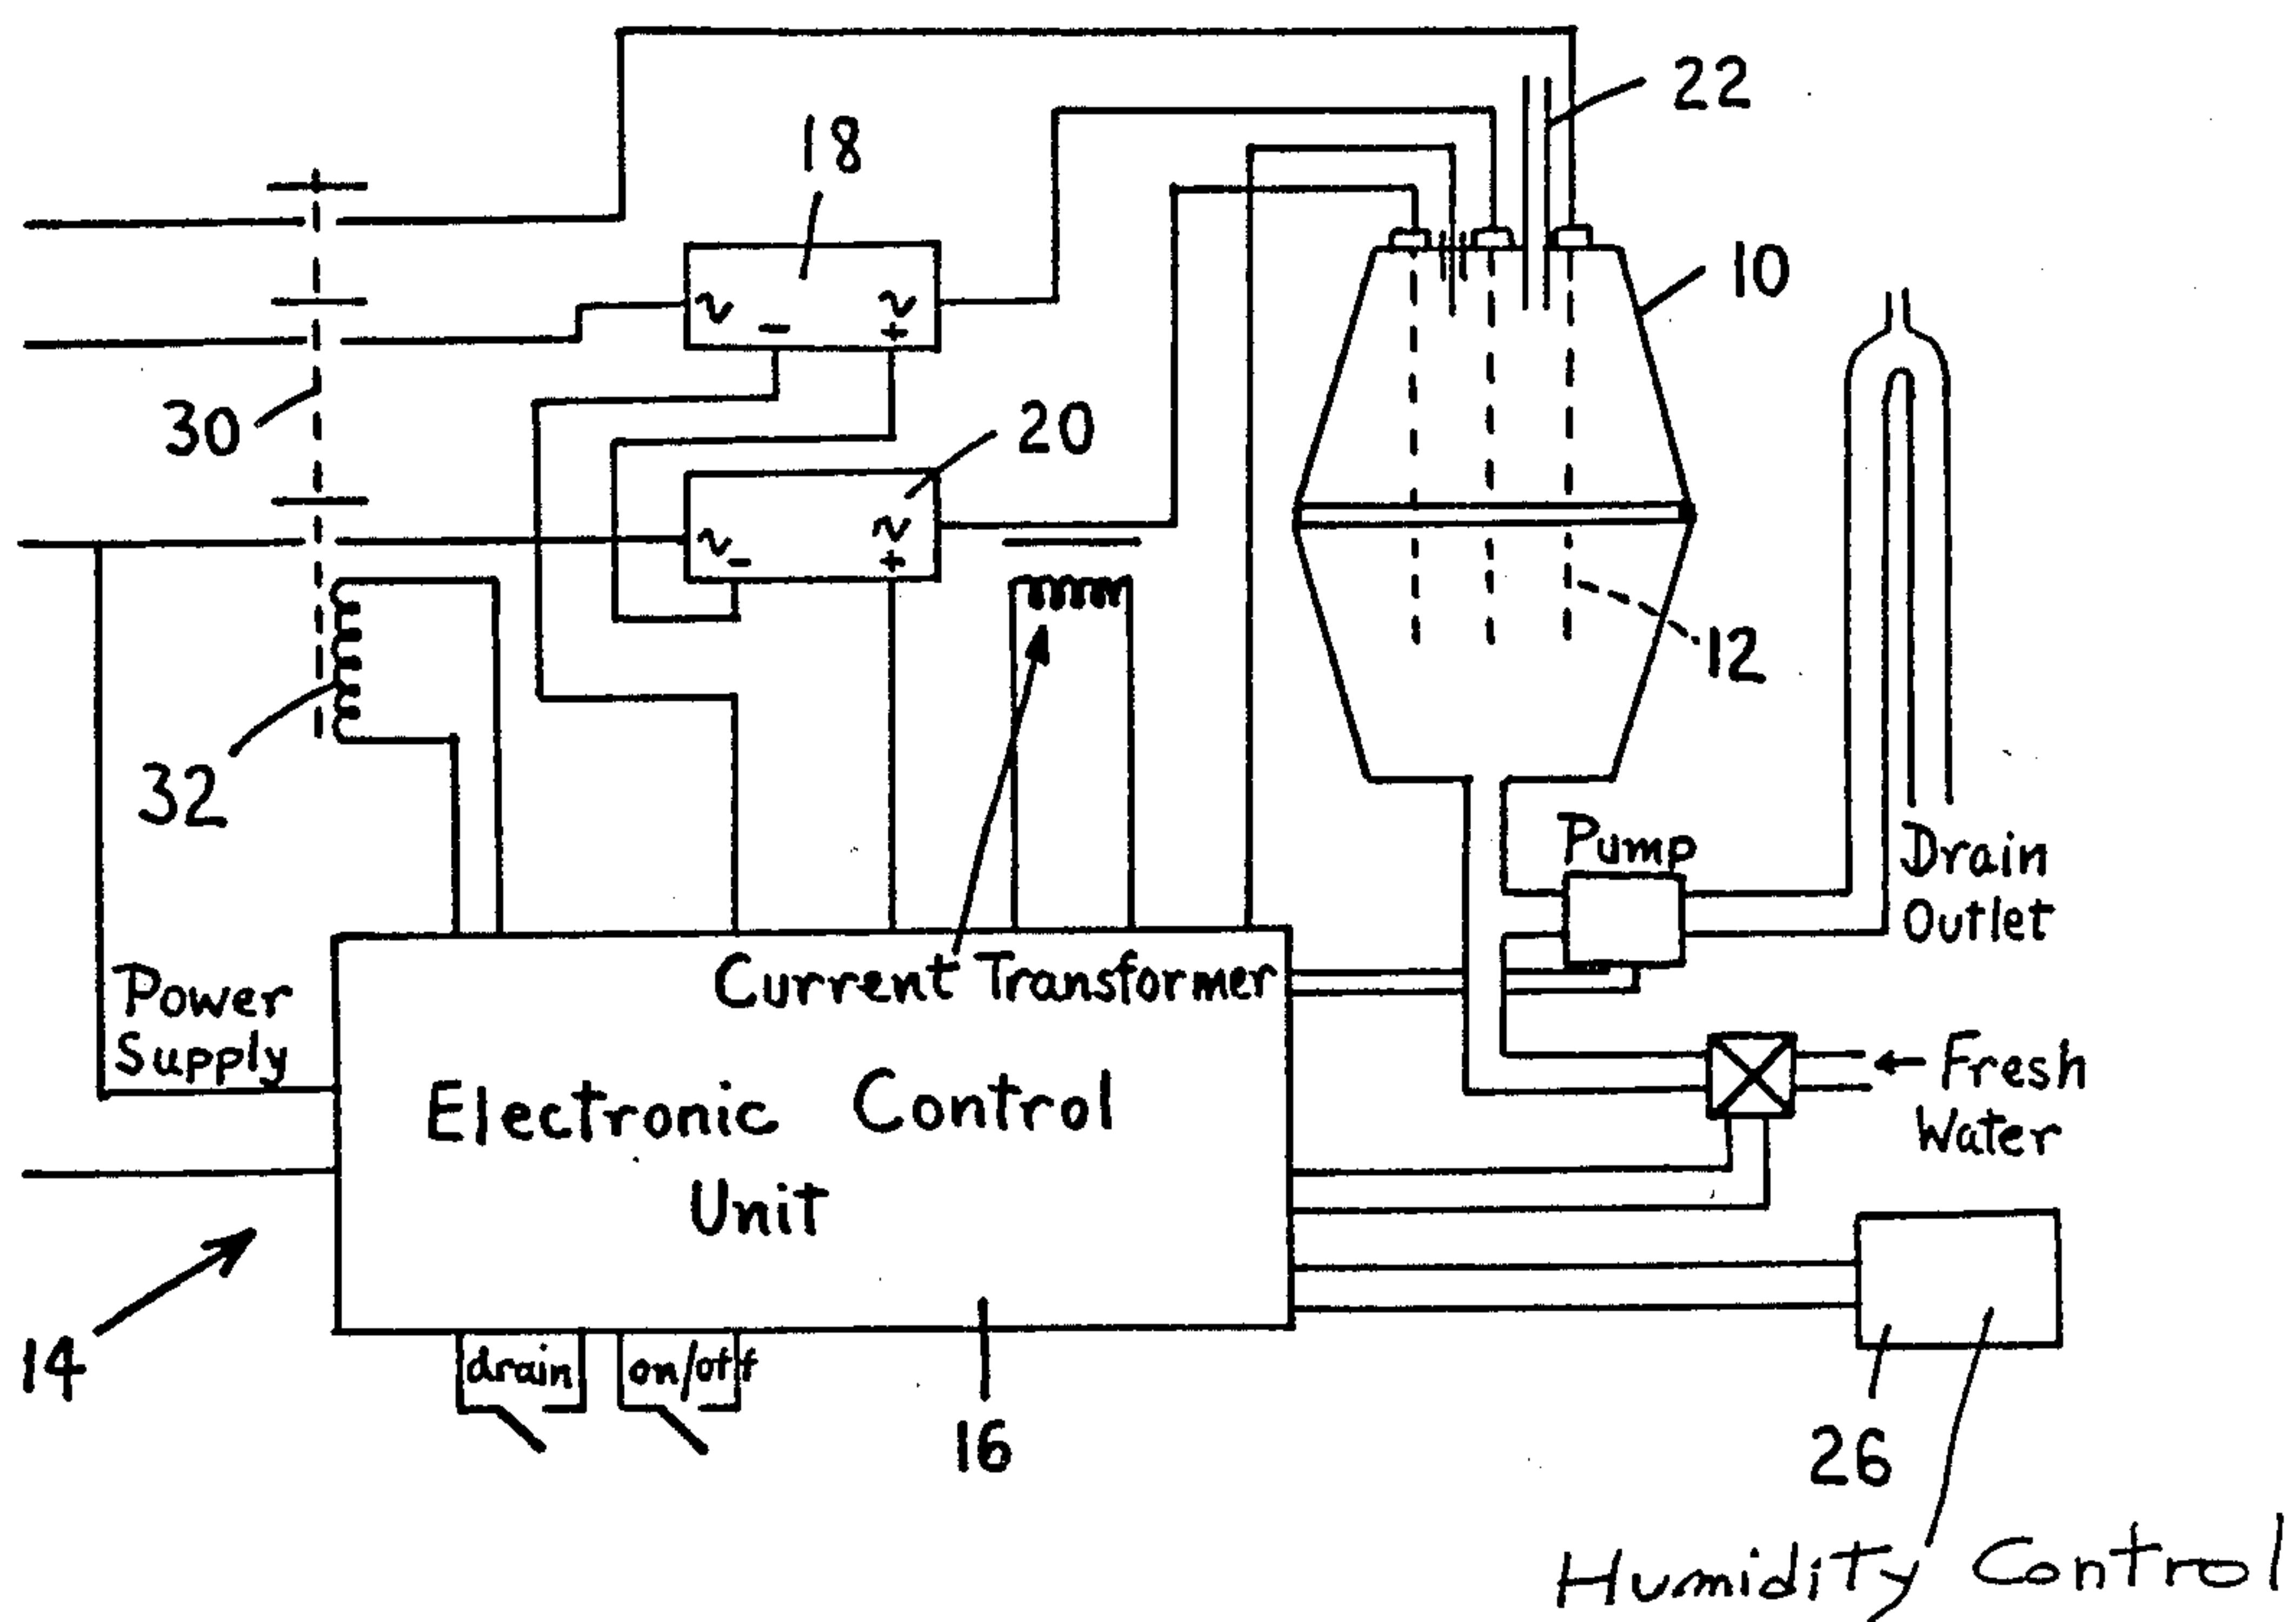 22
18
10
30
20
12
32
Pump
Drain
Outlet
Current Transformer
Power
Supply
Fresh
Water
Electronic Control
Unit
14
drain
on/off
16
26
Humidity Control
~
~
-
+
~
~
-
+